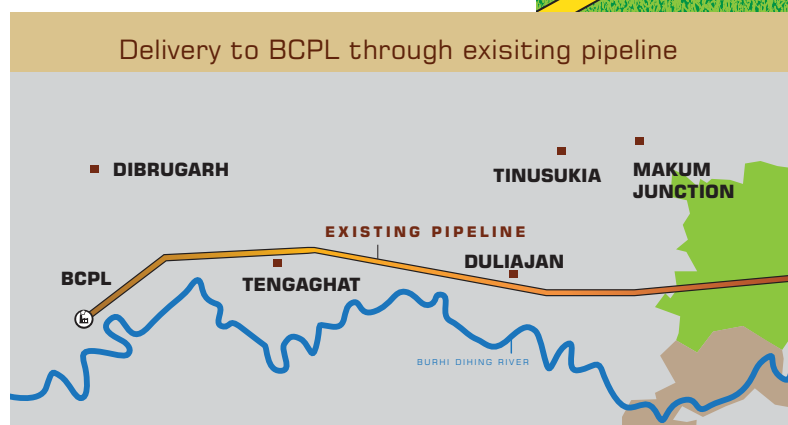 Delivery to BCPL through exisiting pipeline
DIBRUGARH
TINUSUKIA
MAKUM
JUNCTION
EXISTING PIPELINE
DULIAJAN
BCPL
TENGAGHAT
BURHI DIHING RIVER